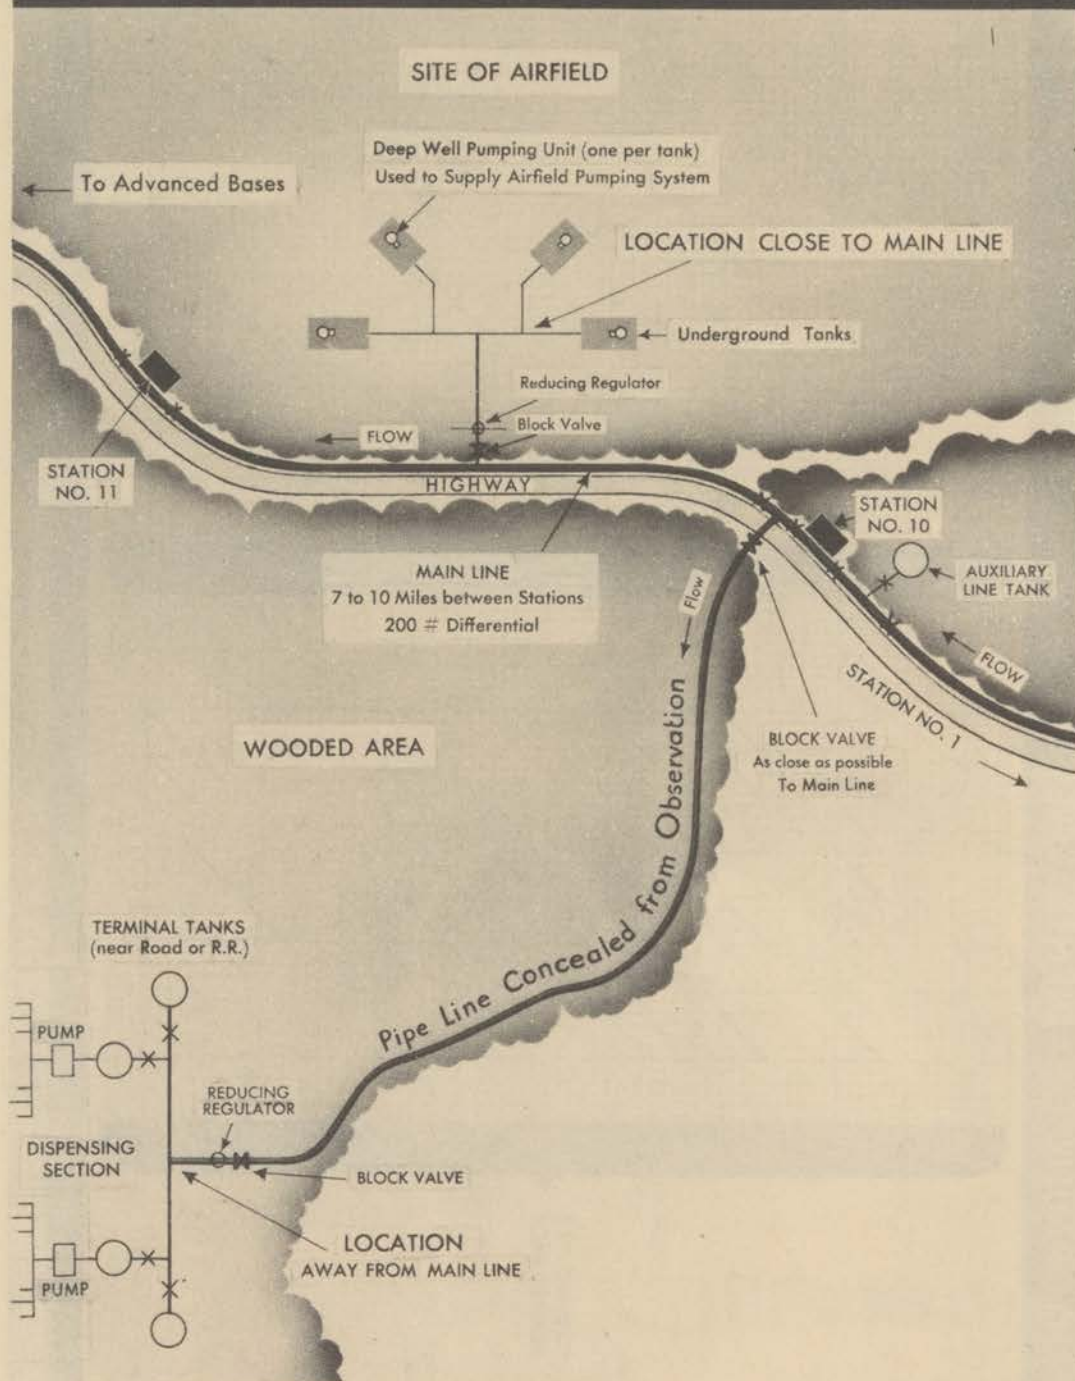 SITE OF AIRFIELD
Deep Well Pumping Unit (one per tank)
Used to Supply Airfield Pumping System
To Advanced Bases
LOCATION CLOSE TO MAIN LINE
Underground Tanks
Reducing Regulator
Block Valve
FLOW
STATION
NO. 11
HIGHWAY
STATION
NO. 10
MAIN LINE
7 to 10 Miles between Stations
200 # Differential
AUXILIARY
LINE TANK
Flow
FLOW
STATION NO. 1
WOODED AREA
BLOCK VALVE
As close as possible
To Main Line
Pipe Line Concealed from Observation
TERMINAL TANKS
(near Road or R.R.)
PUMP
REDUCING
REGULATOR
DISPENSING
SECTION
BLOCK VALVE
LOCATION
AWAY FROM MAIN LINE
PUMP